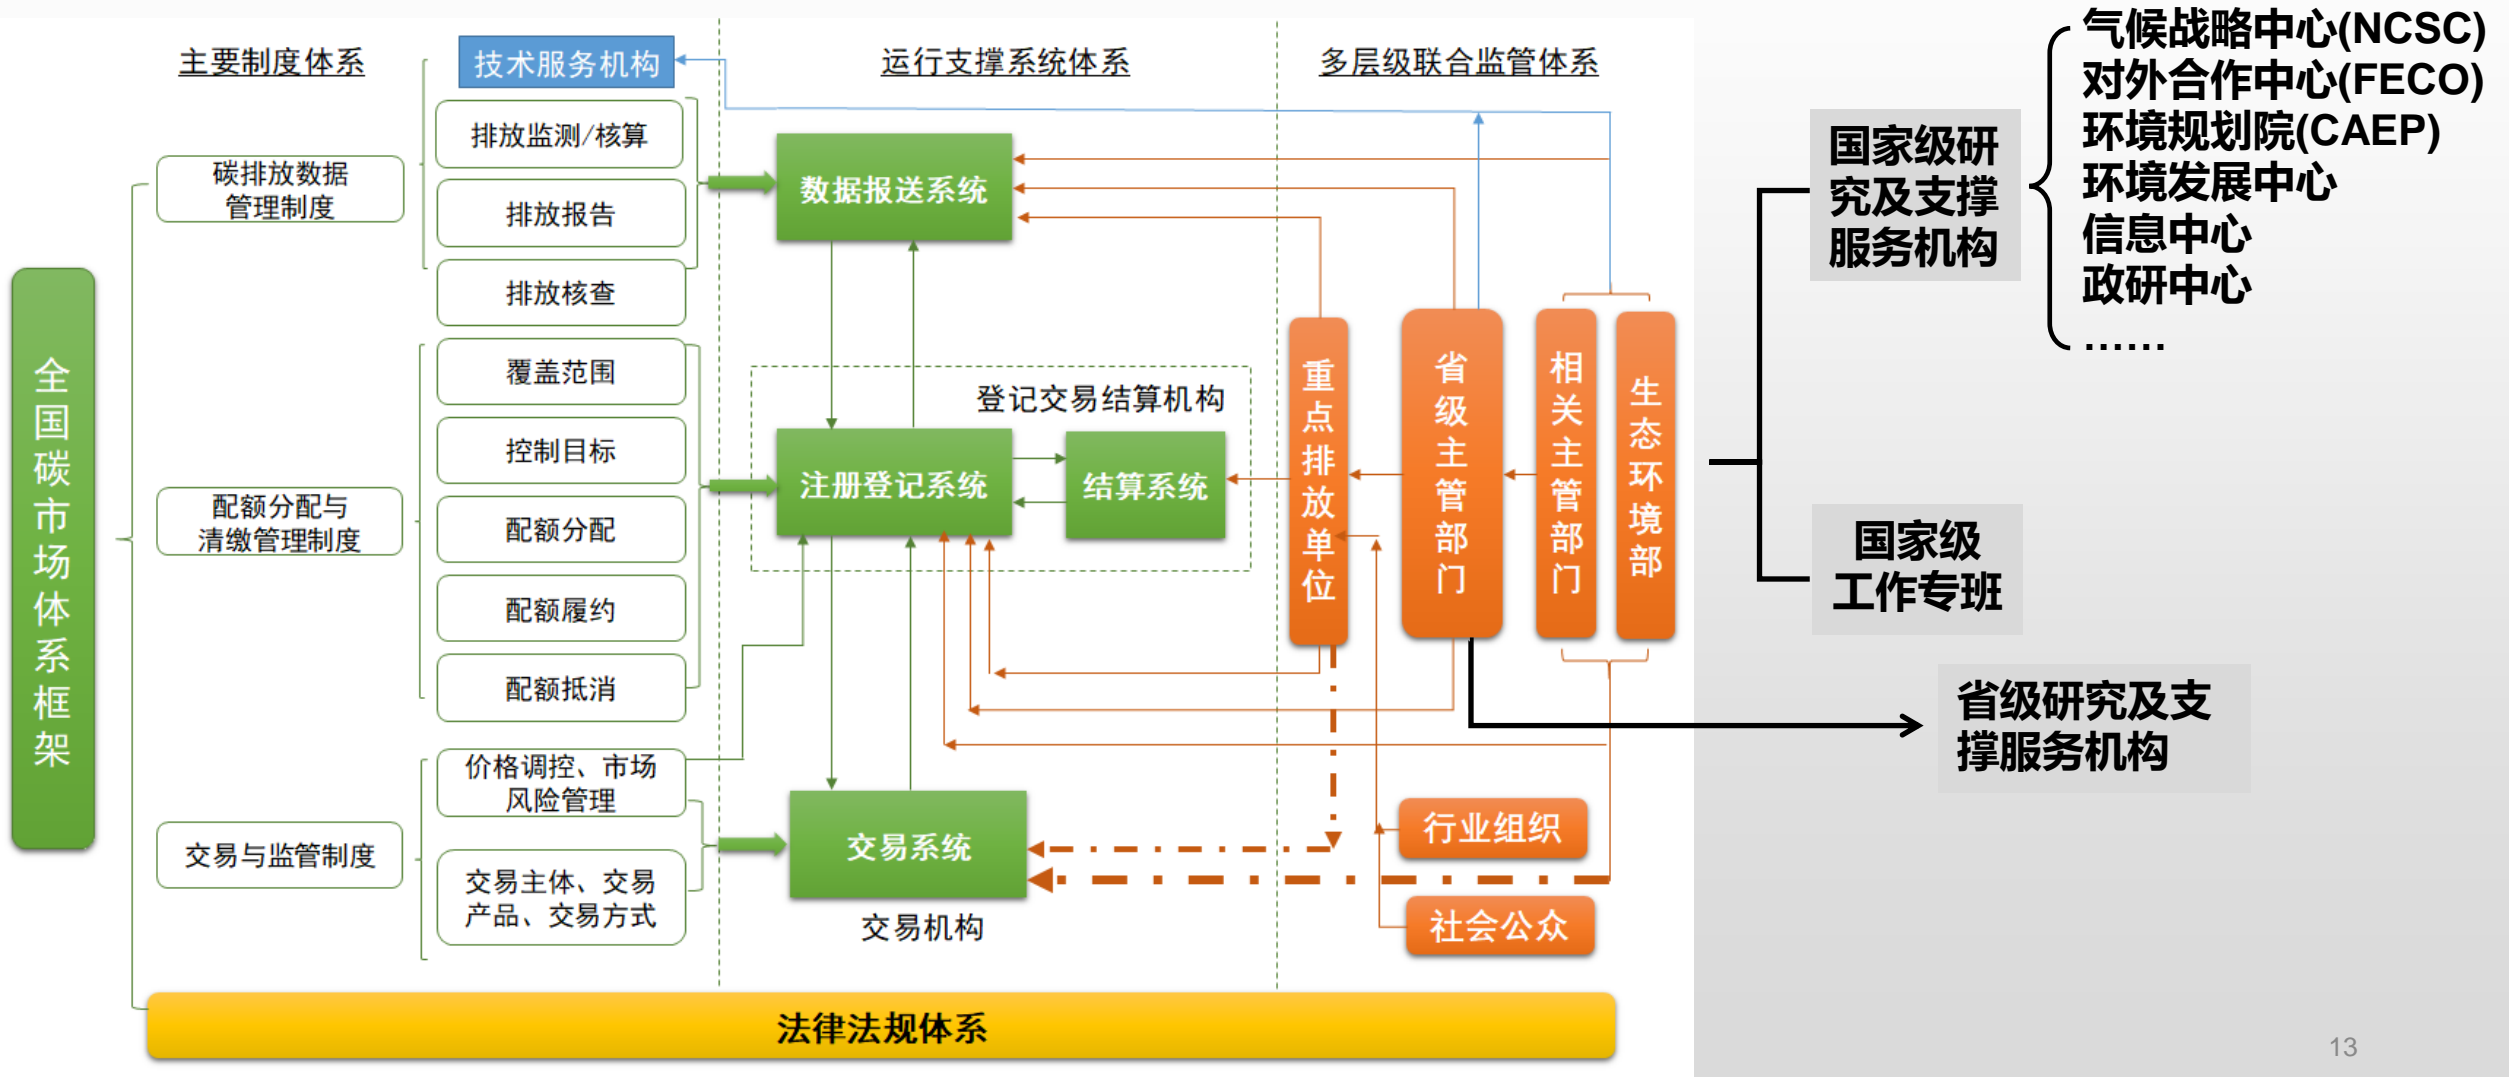 主要制度体系
运行支撑系统体系
多层级联合监管体系
全国碳市场体系框架
碳排放数据
管理制度
配额分配与
清缴管理制度
交易与监管制度
技术服务机构
排放监测/核算
排放报告
排放核查
覆盖范围
控制目标
配额分配
配额履约
配额抵消
价格调控、市场
风险管理
交易主体、交易
产品、交易方式
数据报送系统
登记交易结算机构
注册登记系统
结算系统
交易系统
交易机构
重点排放单位
省级主管部门
相关主管部门
生态环境部
行业组织
社会公众
法律法规体系
国家级研
究及支撑
服务机构
气候战略中心(NCSC)
对外合作中心(FECO)
环境规划院(CAEP)
环境发展中心
信息中心
政研中心
……
国家级
工作专班
省级研究及支
撑服务机构
13